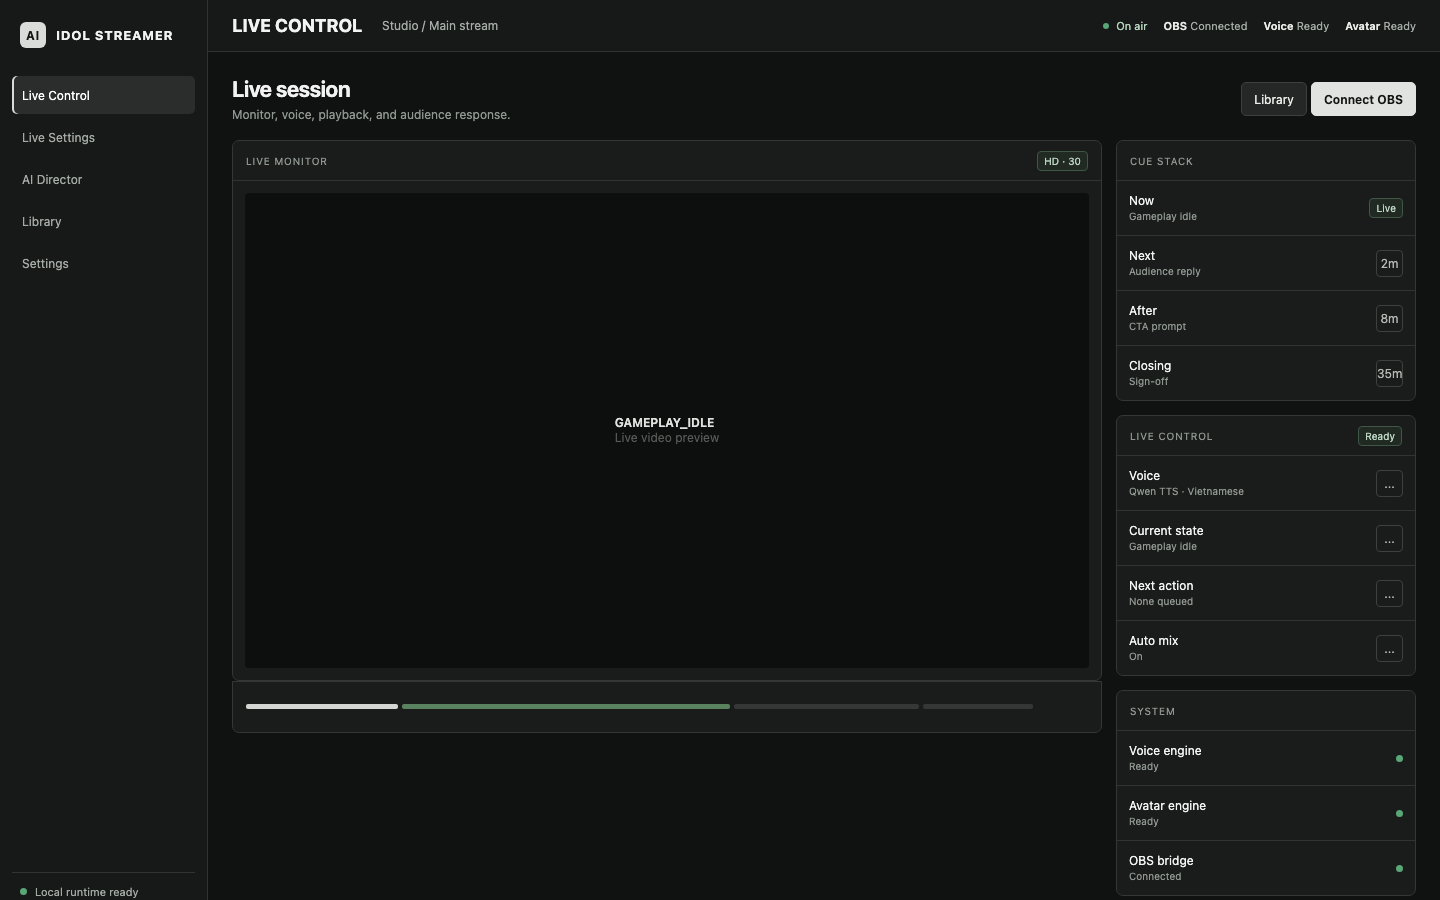 AI IDOL STREAMER
Live Control
Live Settings
AI Director
Library
Settings
Local runtime ready
LIVE CONTROL
Studio / Main stream
On air
OBS Connected
Voice Ready
Avatar Ready
Live session
Monitor, voice, playback, and audience response.
Library
Connect OBS
LIVE MONITOR
HD · 30
GAMEPLAY_IDLE
Live video preview
CUE STACK
Now
Gameplay idle
Live
Next
Audience reply
2m
After
CTA prompt
8m
Closing
Sign-off
35m
LIVE CONTROL
Ready
Voice
Qwen TTS · Vietnamese
...
Current state
Gameplay idle
...
Next action
None queued
...
Auto mix
On
...
SYSTEM
Voice engine
Ready
Avatar engine
Ready
OBS bridge
Connected